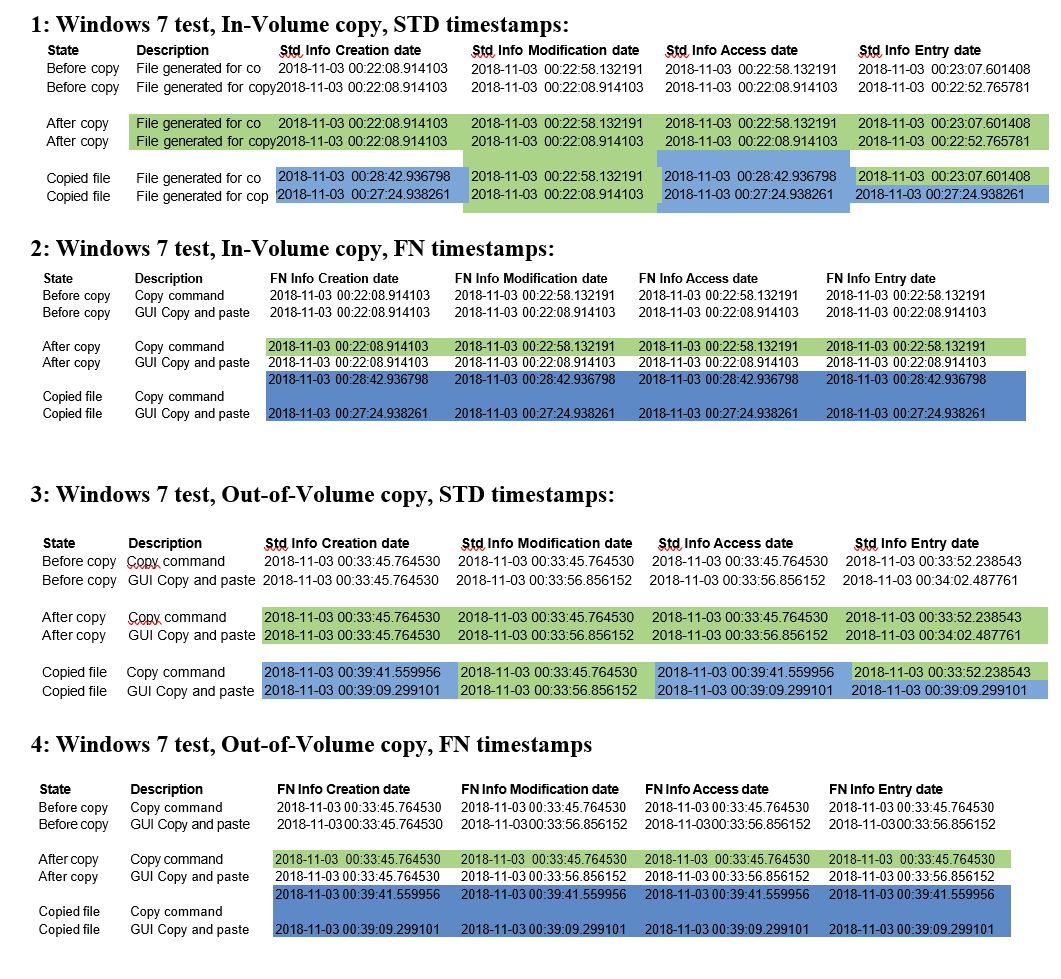 1: Windows 7 test, In-Volume copy, STD timestamps:
State Description Std Info Creation date Std Info Modification date Std Info Access date Std Info Entry date
Before copy File generated for co 2018-11-03 00:22:08.914103 2018-11-03 00:22:58.132191 2018-11-03 00:22:58.132191 2018-11-03 00:23:07.601408
Before copy File generated for copy 2018-11-03 00:22:08.914103 2018-11-03 00:22:08.914103 2018-11-03 00:22:08.914103 2018-11-03 00:22:52.765781
After copy File generated for co 2018-11-03 00:22:08.914103 2018-11-03 00:22:58.132191 2018-11-03 00:22:58.132191 2018-11-03 00:23:07.601408
After copy File generated for copy 2018-11-03 00:22:08.914103 2018-11-03 00:22:08.914103 2018-11-03 00:22:08.914103 2018-11-03 00:22:52.765781
Copied file File generated for co 2018-11-03 00:28:42.936798 2018-11-03 00:22:58.132191 2018-11-03 00:28:42.936798 2018-11-03 00:23:07.601408
Copied file File generated for cop 2018-11-03 00:27:24.938261 2018-11-03 00:22:08.914103 2018-11-03 00:27:24.938261 2018-11-03 00:27:24.938261
2: Windows 7 test, In-Volume copy, FN timestamps:
State Description FN Info Creation date FN Info Modification date FN Info Access date FN Info Entry date
Before copy Copy command 2018-11-03 00:22:08.914103 2018-11-03 00:22:58.132191 2018-11-03 00:22:58.132191 2018-11-03 00:22:58.132191
Before copy GUI Copy and paste 2018-11-03 00:22:08.914103 2018-11-03 00:22:08.914103 2018-11-03 00:22:08.914103 2018-11-03 00:22:08.914103
After copy Copy command 2018-11-03 00:22:08.914103 2018-11-03 00:22:58.132191 2018-11-03 00:22:58.132191 2018-11-03 00:22:58.132191
After copy GUI Copy and paste 2018-11-03 00:22:08.914103 2018-11-03 00:22:08.914103 2018-11-03 00:22:08.914103 2018-11-03 00:22:08.914103
2018-11-03 00:28:42.936798 2018-11-03 00:28:42.936798 2018-11-03 00:28:42.936798 2018-11-03 00:28:42.936798
Copied file Copy command
Copied file GUI Copy and paste 2018-11-03 00:27:24.938261 2018-11-03 00:27:24.938261 2018-11-03 00:27:24.938261 2018-11-03 00:27:24.938261
3: Windows 7 test, Out-of-Volume copy, STD timestamps:
State Description Std Info Creation date Std Info Modification date Std Info Access date Std Info Entry date
Before copy Copy command 2018-11-03 00:33:45.764530 2018-11-03 00:33:45.764530 2018-11-03 00:33:45.764530 2018-11-03 00:33:52.238543
Before copy GUI Copy and paste 2018-11-03 00:33:45.764530 2018-11-03 00:33:56.856152 2018-11-03 00:33:56.856152 2018-11-03 00:34:02.487761
After copy Copy command 2018-11-03 00:33:45.764530 2018-11-03 00:33:45.764530 2018-11-03 00:33:45.764530 2018-11-03 00:33:52.238543
After copy GUI Copy and paste 2018-11-03 00:33:45.764530 2018-11-03 00:33:56.856152 2018-11-03 00:33:56.856152 2018-11-03 00:34:02.487761
Copied file Copy command 2018-11-03 00:39:41.559956 2018-11-03 00:33:45.764530 2018-11-03 00:39:41.559956 2018-11-03 00:33:52.238543
Copied file GUI Copy and paste 2018-11-03 00:39:09.299101 2018-11-03 00:33:56.856152 2018-11-03 00:39:09.299101 2018-11-03 00:39:09.299101
4: Windows 7 test, Out-of-Volume copy, FN timestamps
State Description FN Info Creation date FN Info Modification date FN Info Access date FN Info Entry date
Before copy Copy command 2018-11-03 00:33:45.764530 2018-11-03 00:33:45.764530 2018-11-03 00:33:45.764530 2018-11-03 00:33:45.764530
Before copy GUI Copy and paste 2018-11-03 00:33:45.764530 2018-11-03 00:33:56.856152 2018-11-03 00:33:56.856152 2018-11-03 00:33:56.856152
After copy Copy command 2018-11-03 00:33:45.764530 2018-11-03 00:33:45.764530 2018-11-03 00:33:45.764530 2018-11-03 00:33:45.764530
After copy GUI Copy and paste 2018-11-03 00:33:45.764530 2018-11-03 00:33:56.856152 2018-11-03 00:33:56.856152 2018-11-03 00:33:56.856152
2018-11-03 00:39:41.559956 2018-11-03 00:39:41.559956 2018-11-03 00:39:41.559956 2018-11-03 00:39:41.559956
Copied file Copy command
Copied file GUI Copy and paste 2018-11-03 00:39:09.299101 2018-11-03 00:39:09.299101 2018-11-03 00:39:09.299101 2018-11-03 00:39:09.299101